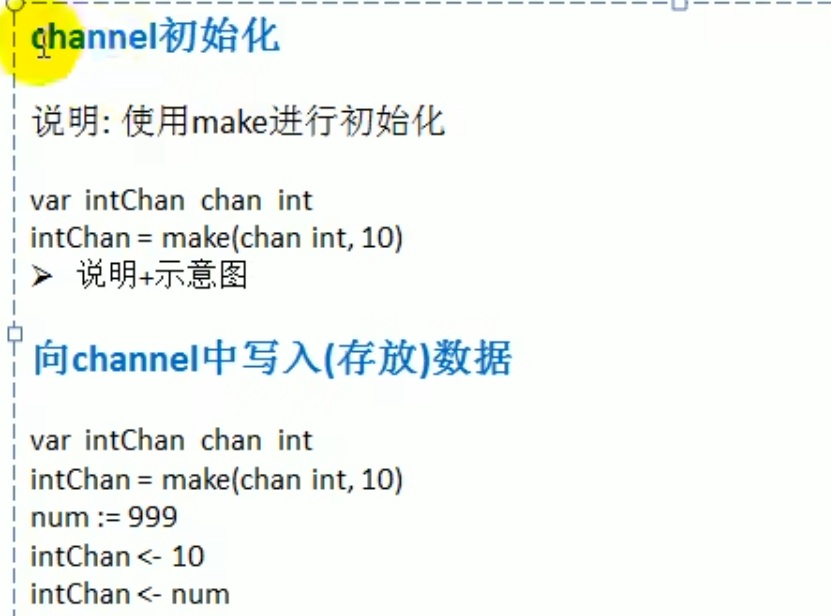 channel初始化
说明: 使用make进行初始化
var intChan chan int
intChan = make(chan int, 10)
➢ 说明+示意图
向channel中写入(存放)数据
var intChan chan int
intChan = make(chan int, 10)
num := 999
intChan <- 10
intChan <- num